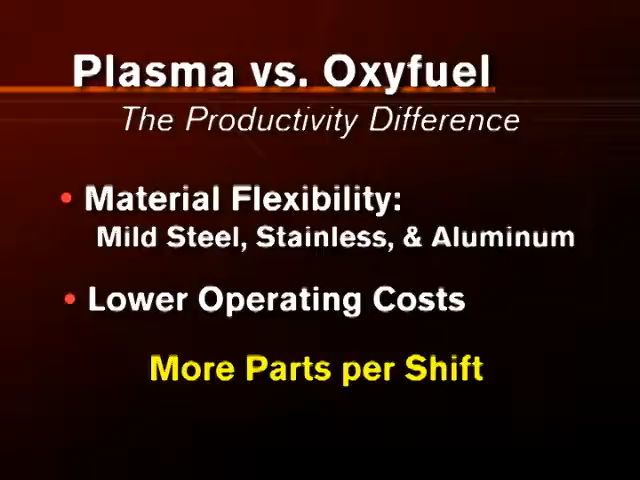 Plasma vs. Oxyfuel
The Productivity Difference
• Material Flexibility:
Mild Steel, Stainless, & Aluminum
• Lower Operating Costs
More Parts per Shift